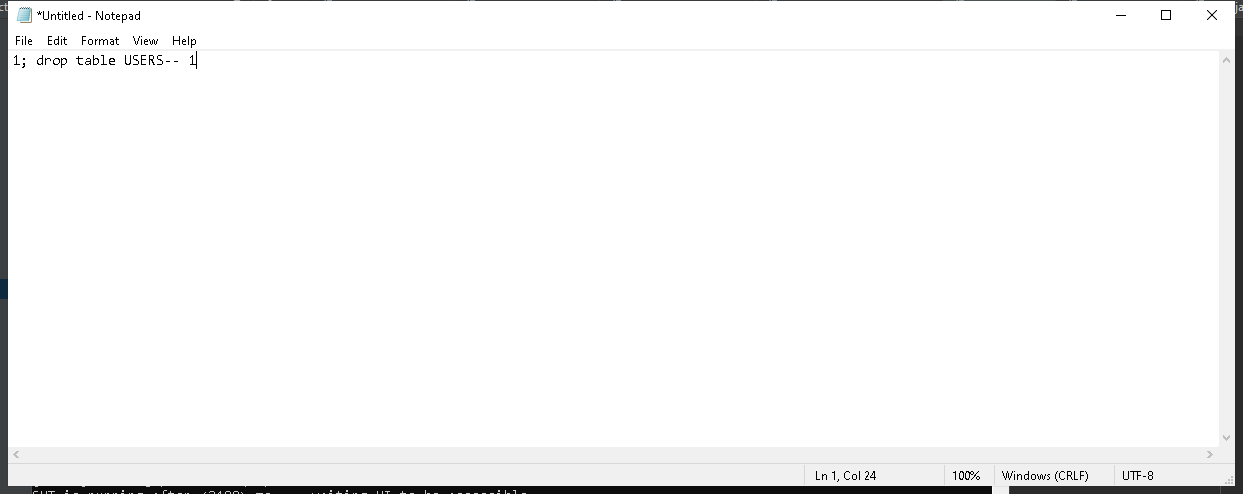 *Untitled - Notepad
File Edit Format View Help
1; drop table USERS-- 1
Ln 1, Col 24 100% Windows (CRLF) UTF-8